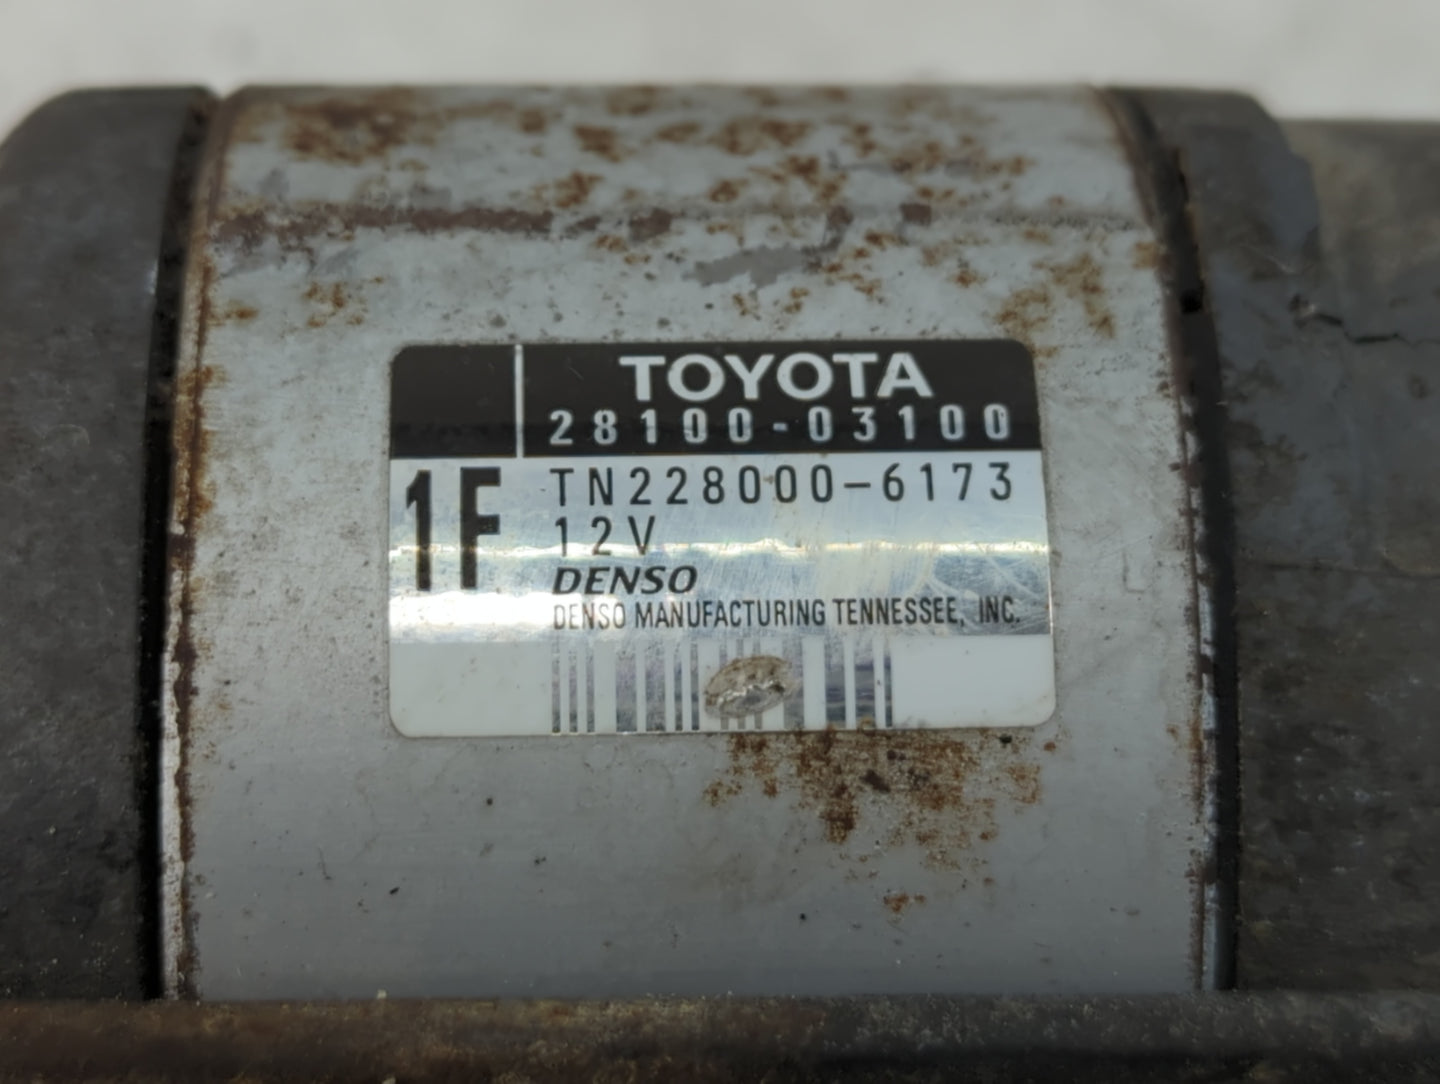 TOYOTA
28100-03100
1F
TN228000-6173
12V
DENSO
DENSO MANUFACTURING TENNESSEE, INC.